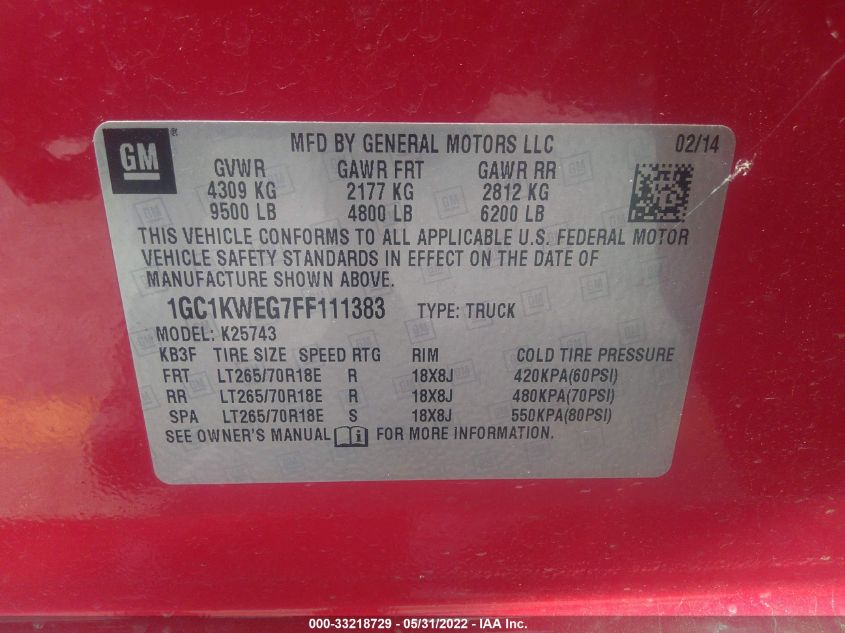 GM ® MFD BY GENERAL MOTORS LLC 02/14
GVWR GAWR FRT GAWR RR
4309 KG 2177 KG 2812 KG
9500 LB 4800 LB 6200 LB
THIS VEHICLE CONFORMS TO ALL APPLICABLE U.S. FEDERAL MOTOR
VEHICLE SAFETY STANDARDS IN EFFECT ON THE DATE OF
MANUFACTURE SHOWN ABOVE.
1GC1KWEG7FF111383 TYPE: TRUCK
MODEL: K25743
KB3F TIRE SIZE SPEED RTG RIM COLD TIRE PRESSURE
FRT LT265/70R18E R 18X8J 420KPA(60PSI)
RR LT265/70R18E R 18X8J 480KPA(70PSI)
SPA LT265/70R18E S 18X8J 550KPA(80PSI)
SEE OWNER'S MANUAL FOR MORE INFORMATION.
000-33218729 - 05/31/2022 - IAA Inc.